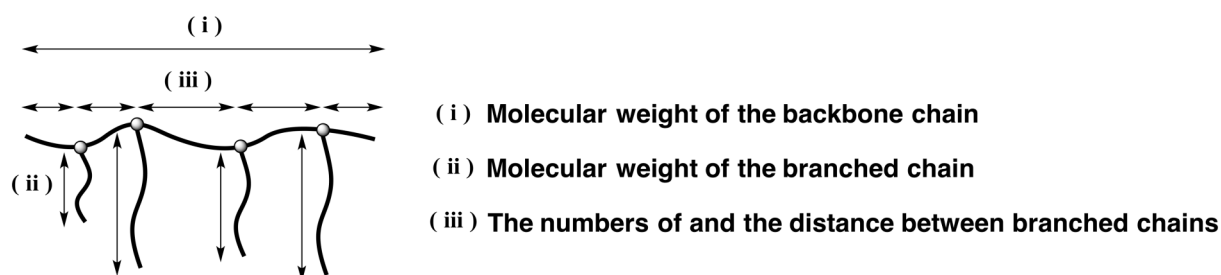 ( i )
( iii )
( ii )
( i ) Molecular weight of the backbone chain
( ii ) Molecular weight of the branched chain
( iii ) The numbers of and the distance between branched chains